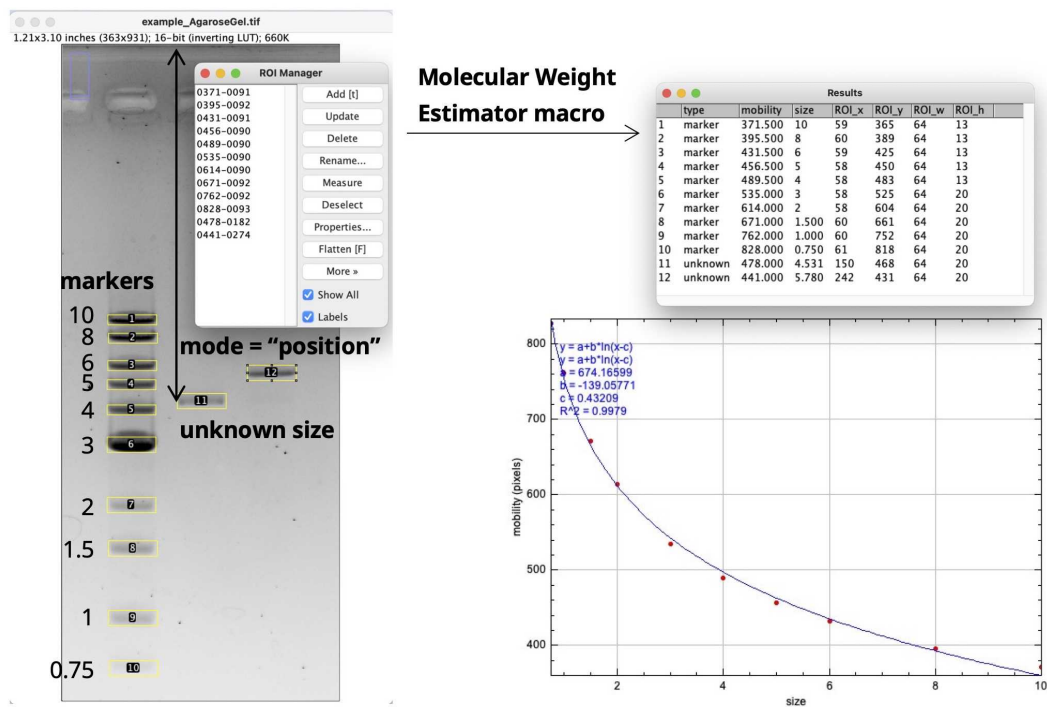 example_AgaroseGel.tif
1.21x3.10 inches (363x931); 16-bit (inverting LUT); 660K
ROI Manager
0371-0091
0395-0092
0431-0091
0456-0090
0489-0090
0535-0090
0614-0090
0671-0092
0762-0092
0828-0093
0478-0182
0441-0274
Add [t]
Update
Delete
Rename...
Measure
Deselect
Properties...
Flatten [F]
More »
Show All
Labels
markers
10
8
6
5
4
3
2
1.5
1
0.75
1
2
3
4
5
6
7
8
9
10
11
12
mode = “position”
unknown size
Molecular Weight
Estimator macro
Results
type mobility size ROI_x ROI_y ROI_w ROI_h
1 marker 371.500 10 59 365 64 13
2 marker 395.500 8 60 389 64 13
3 marker 431.500 6 59 425 64 13
4 marker 456.500 5 58 450 64 13
5 marker 489.500 4 58 483 64 13
6 marker 535.000 3 58 525 64 20
7 marker 614.000 2 58 604 64 20
8 marker 671.000 1.500 60 661 64 20
9 marker 762.000 1.000 60 752 64 20
10 marker 828.000 0.750 61 818 64 20
11 unknown 478.000 4.531 150 468 64 20
12 unknown 441.000 5.780 242 431 64 20
y = a+b*ln(x-c)
y = a+b*ln(x-c)
a = 674.16599
b = -139.05771
c = 0.43209
R^2 = 0.9979
800
700
600
500
400
mobility (pixels)
2 4 6 8 10
size